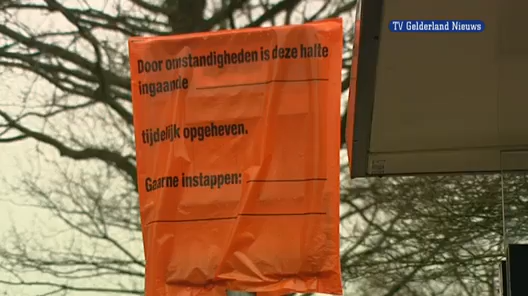 TV Gelderland Nieuws
Door omstandigheden is deze halte
ingaande
tijdelijk opgeheven.
Gaarne instappen: